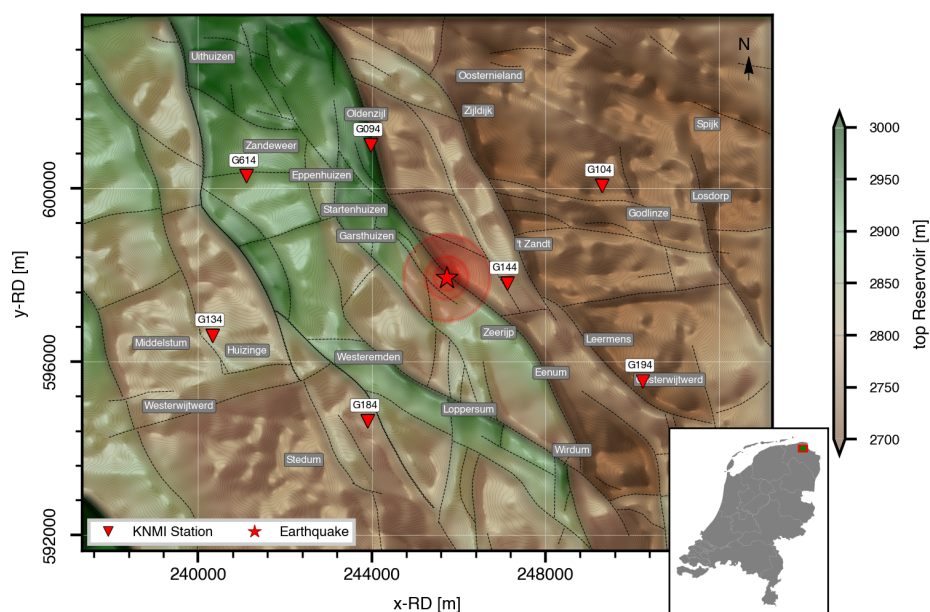 Uithuizen
N
Oosternieland
Zijldijk
Oldenzijl
G094
Spijk
Zandeweer
G614
Eppenhuizen
G104
Losdorp
Startenhuizen
Godlinze
Garsthuizen
't Zandt
G144
G134
Middelstum
Huizinge
Zeerijp
Leermens
Westeremden
G194
Eenum
Oosterwijtwerd
Westerwijtwerd
G184
Loppersum
Stedum
Wirdum
KNMI Station
Earthquake
600000
596000
592000
y-RD [m]
240000
244000
248000
x-RD [m]
3000
2950
2900
2850
2800
2750
2700
top Reservoir [m]